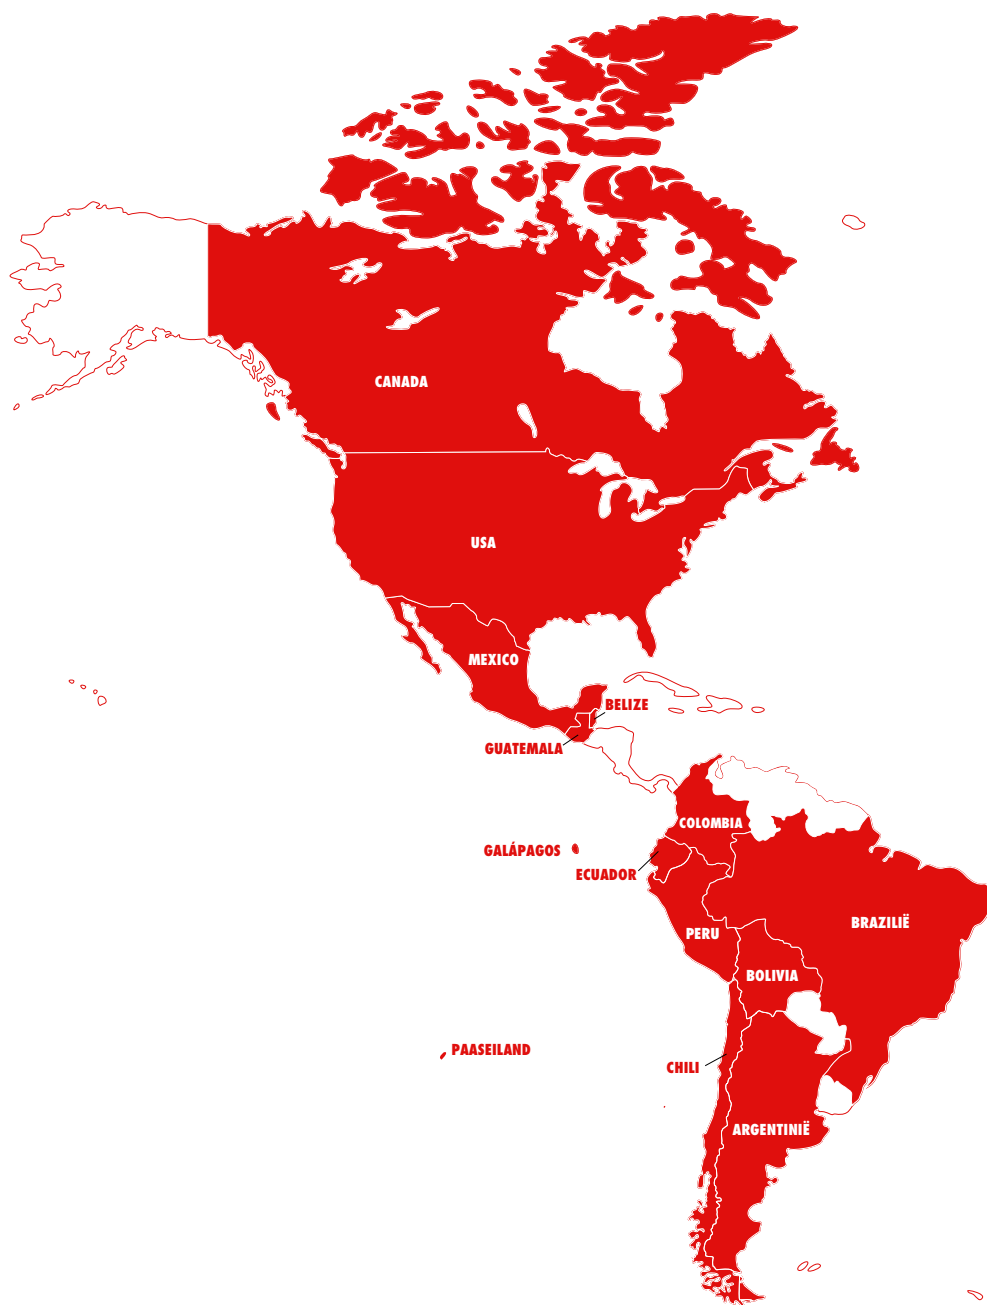 CANADA
USA
MEXICO
BELIZE
GUATEMALA
COLOMBIA
GALÁPAGOS
ECUADOR
BRAZILIË
PERU
BOLIVIA
PAASEILAND
CHILI
ARGENTINIË